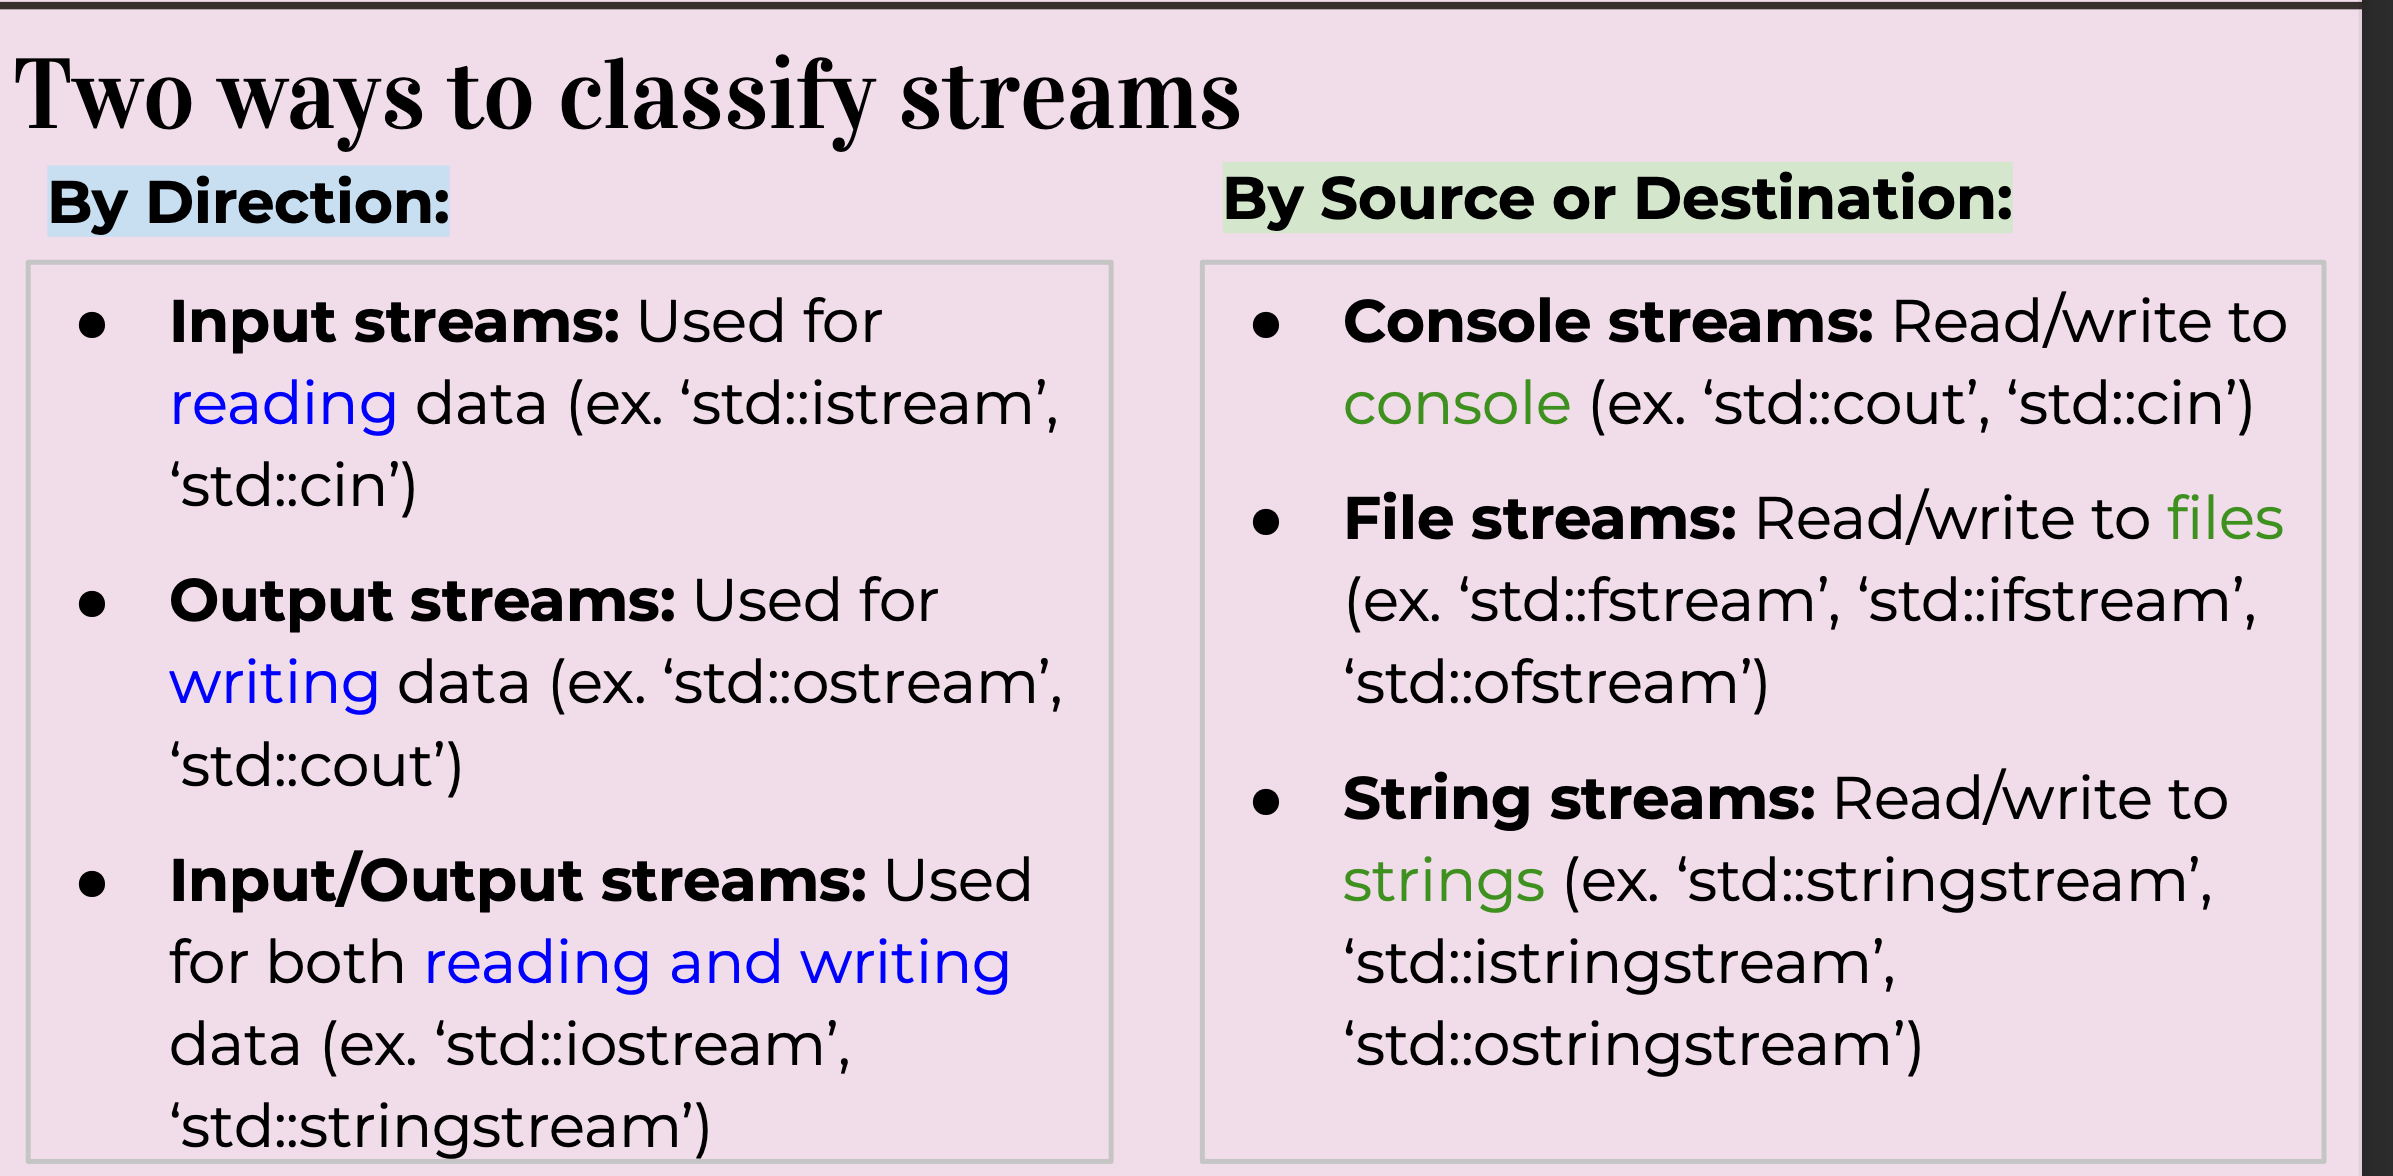 Two ways to classify streams
By Direction:
● Input streams: Used for
reading data (ex. ‘std::istream’,
‘std::cin’)
● Output streams: Used for
writing data (ex. ‘std::ostream’,
‘std::cout’)
● Input/Output streams: Used
for both reading and writing
data (ex. ‘std::iostream’,
‘std::stringstream’)
By Source or Destination:
● Console streams: Read/write to
console (ex. ‘std::cout’, ‘std::cin’)
● File streams: Read/write to files
(ex. ‘std::fstream’, ‘std::ifstream’,
‘std::ofstream’)
● String streams: Read/write to
strings (ex. ‘std::stringstream’,
‘std::istringstream’,
‘std::ostringstream’)